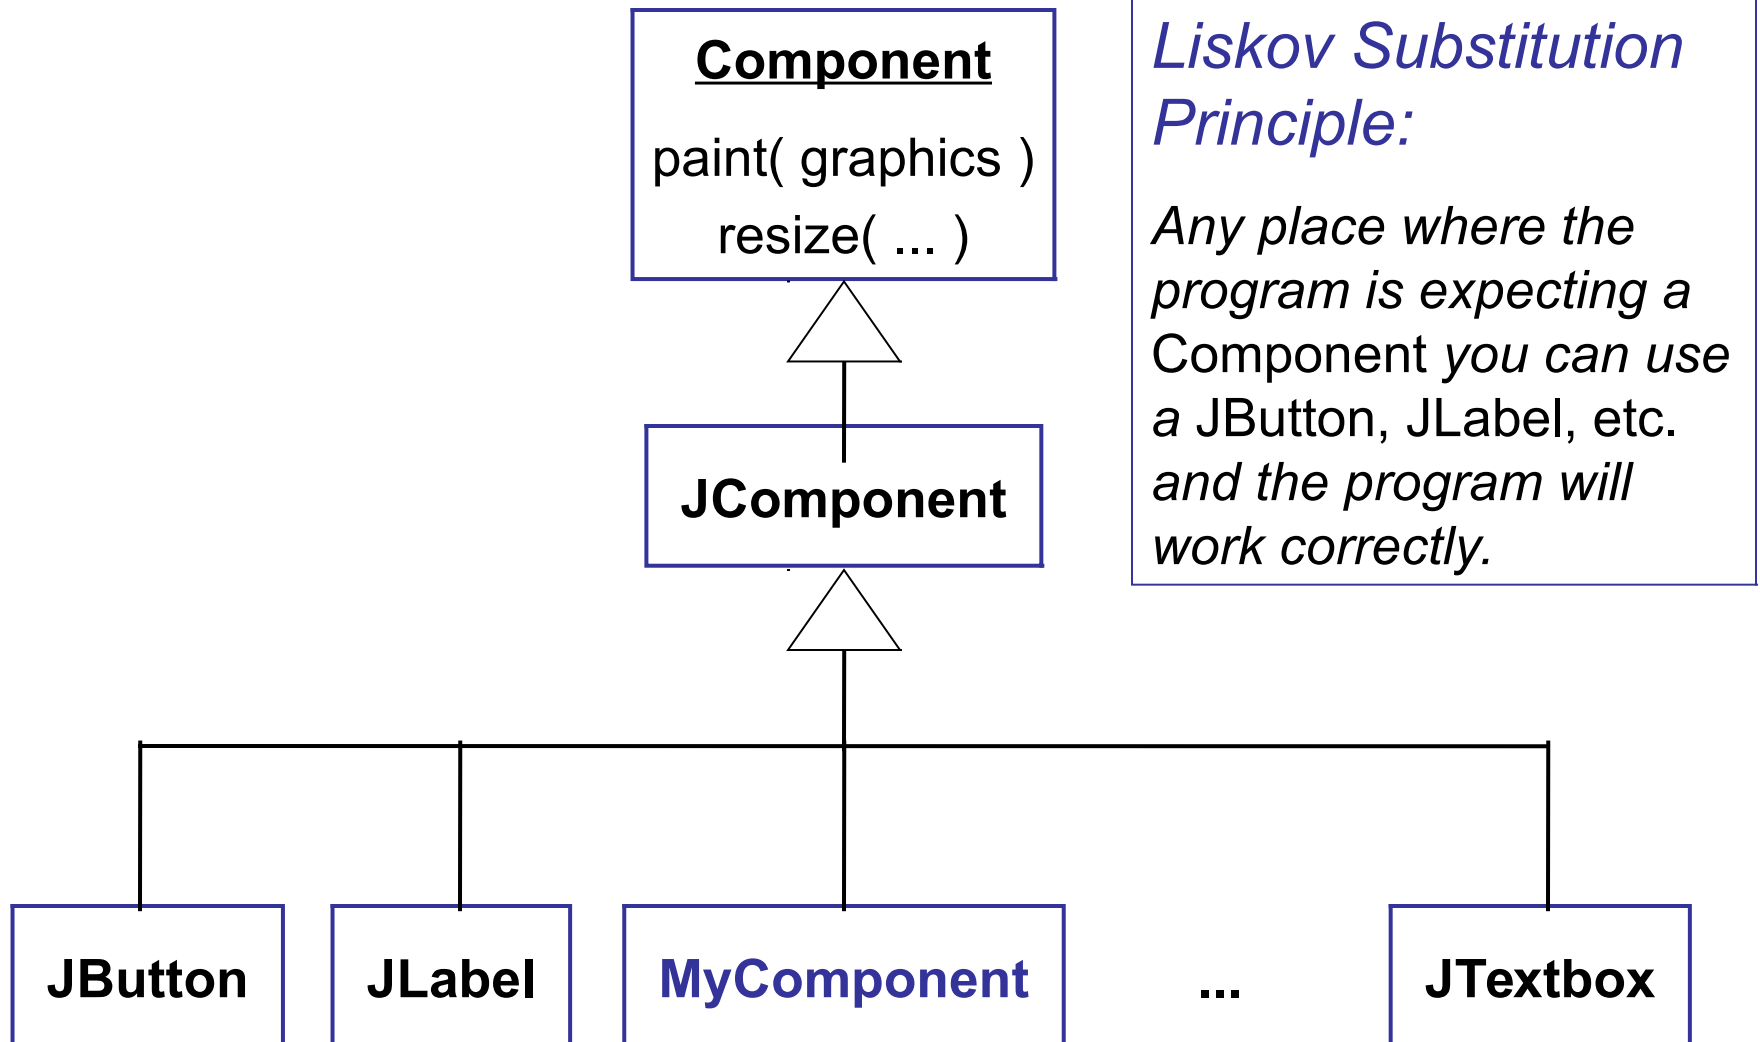 Component
paint( graphics )
resize( ... )
Liskov Substitution
Principle:
Any place where the
program is expecting a
Component you can use
a JButton, JLabel, etc.
and the program will
work correctly.
JComponent
JButton
JLabel
MyComponent
...
JTextbox